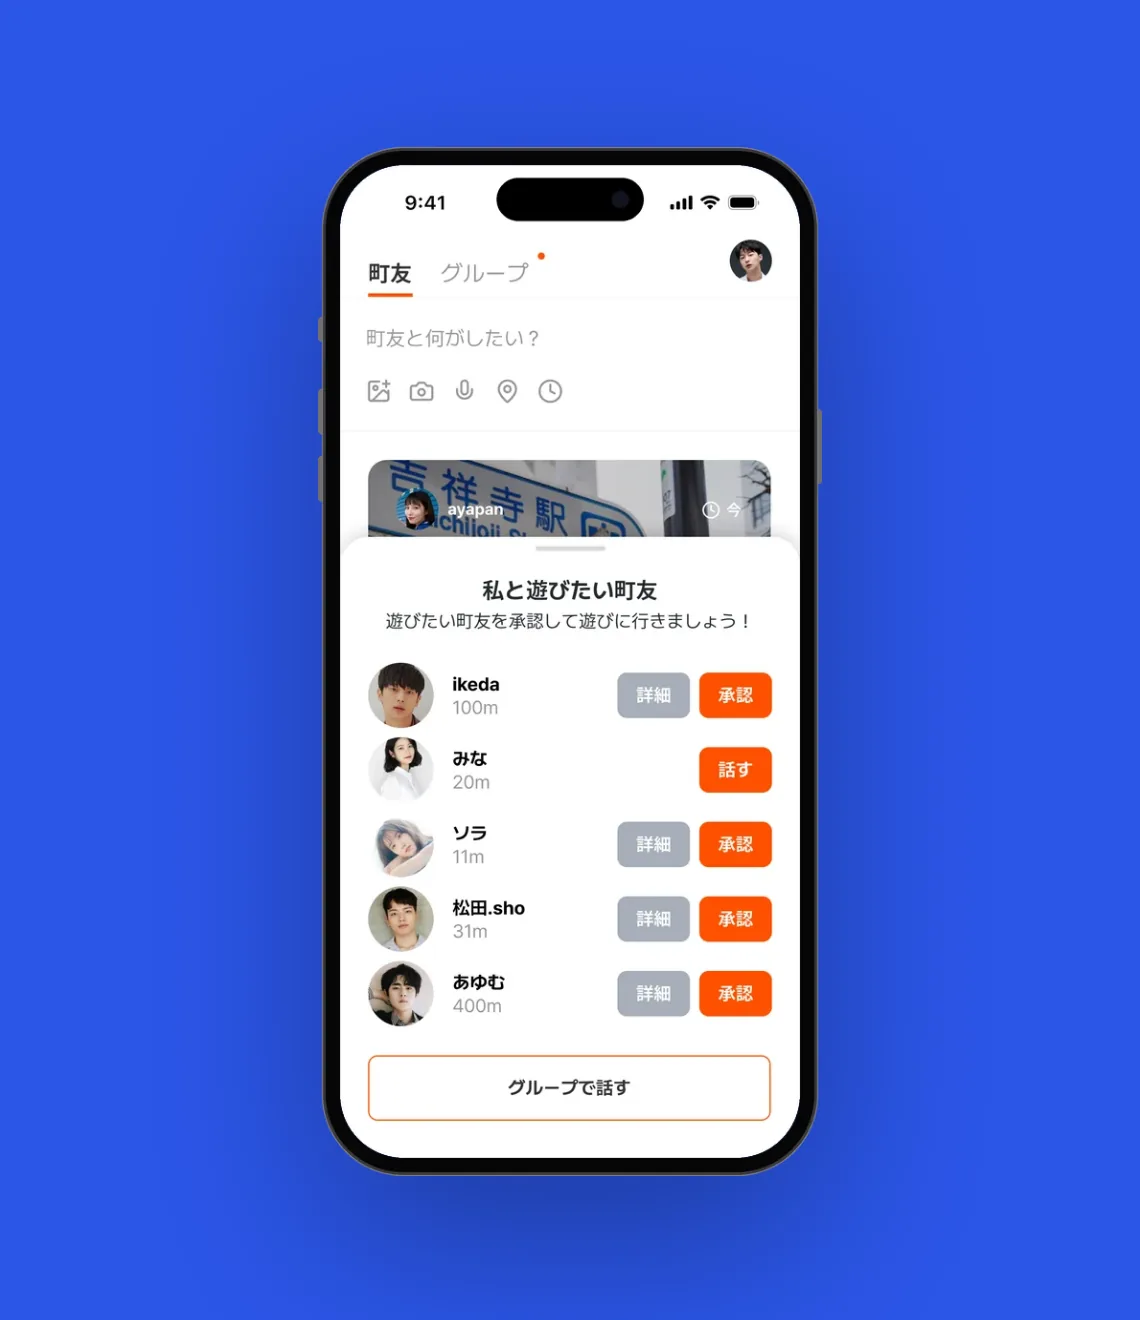 9:41
町友 グループ
町友と何がしたい？
吉祥寺駅
ayapan
今
私と遊びたい町友
遊びたい町友を承認して遊びに行きましょう！
ikeda
100m
詳細 承認
みな
20m
話す
ソラ
11m
詳細 承認
松田.sho
31m
詳細 承認
あゆむ
400m
詳細 承認
グループで話す